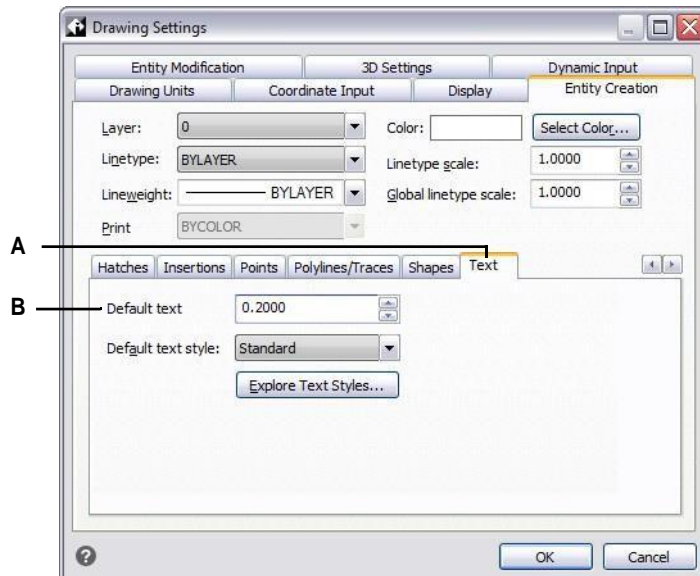 Drawing Settings
Entity Modification 3D Settings Dynamic Input
Drawing Units Coordinate Input Display Entity Creation
Layer: 0 Color: Select Color...
Linetype: BYLAYER Linetype scale: 1.0000
Lineweight: BYLAYER Global linetype scale: 1.0000
Print BYCOLOR
A
Hatches Insertions Points Polylines/Traces Shapes Text
B Default text 0.2000
Default text style: Standard
Explore Text Styles...
? OK Cancel